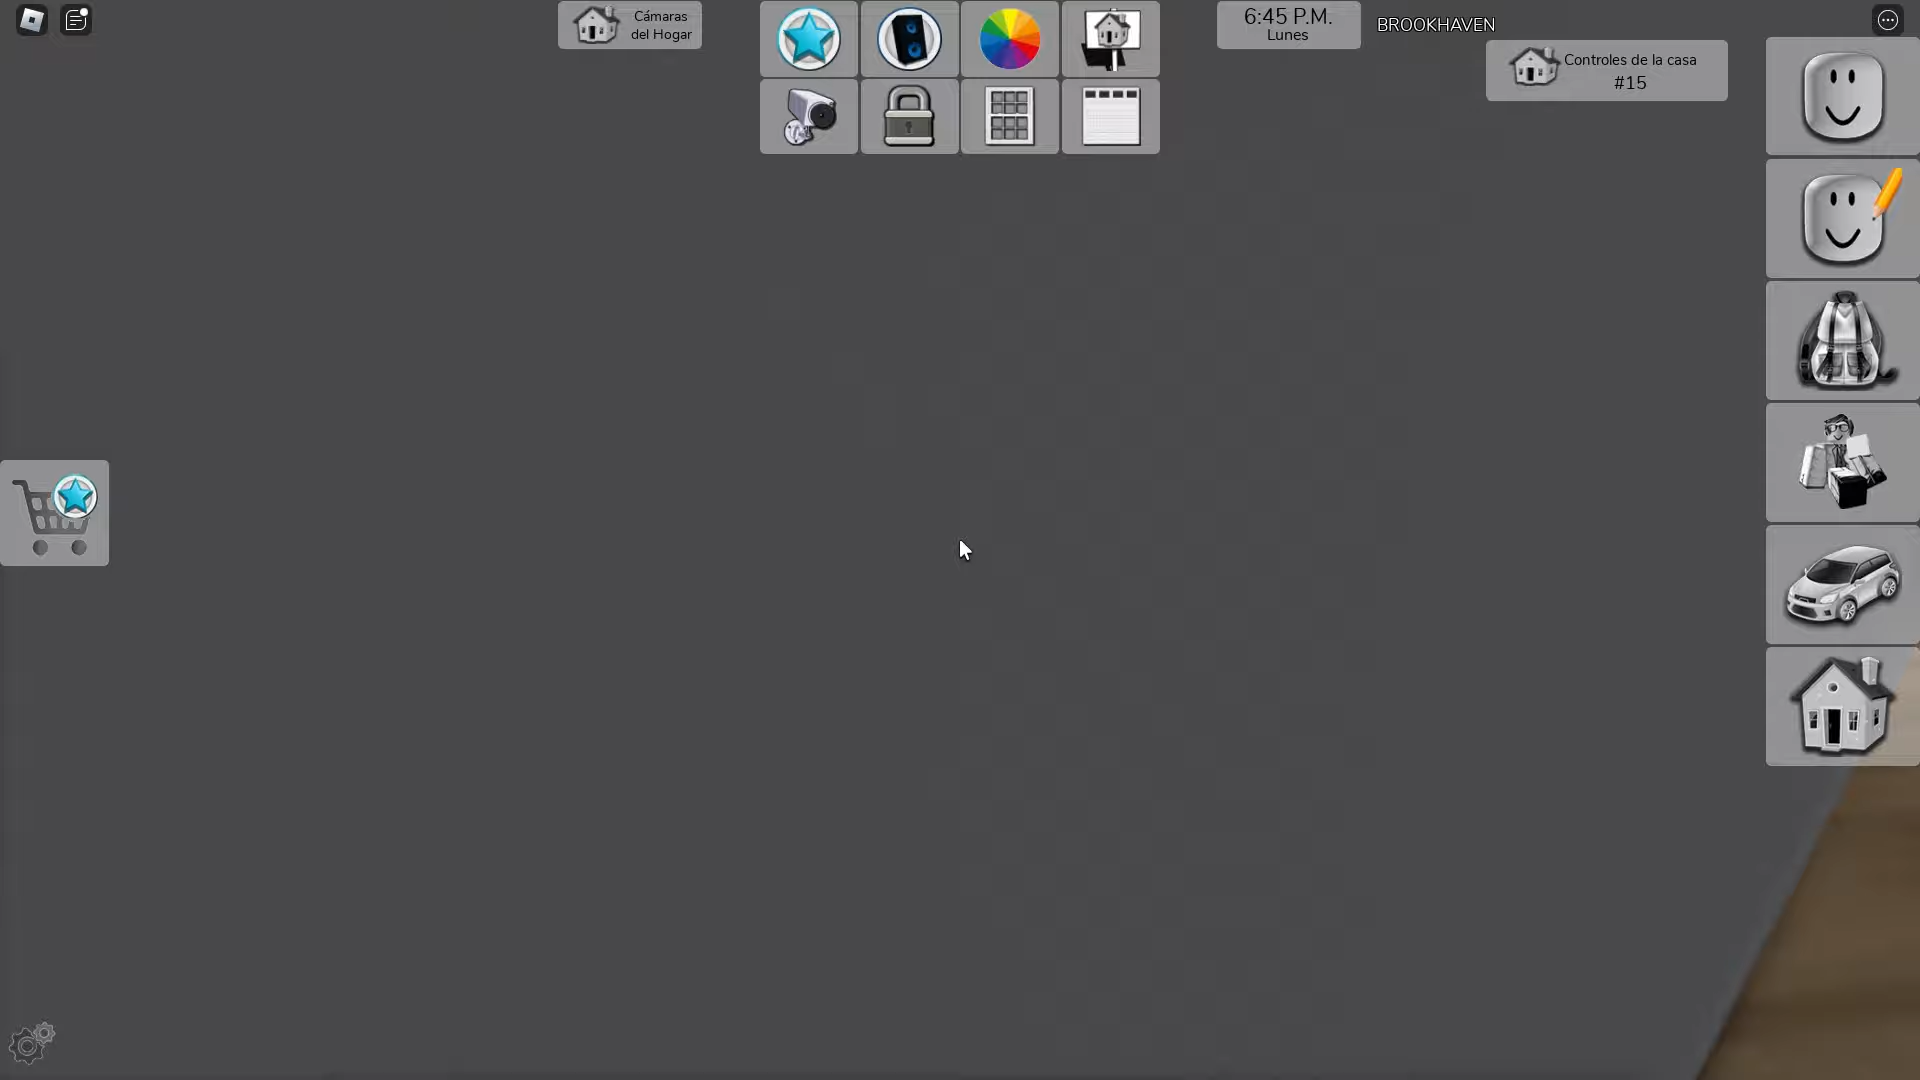 Cámaras
del Hogar
6:45 P.M.
Lunes
BROOKHAVEN
Controles de la casa
#15